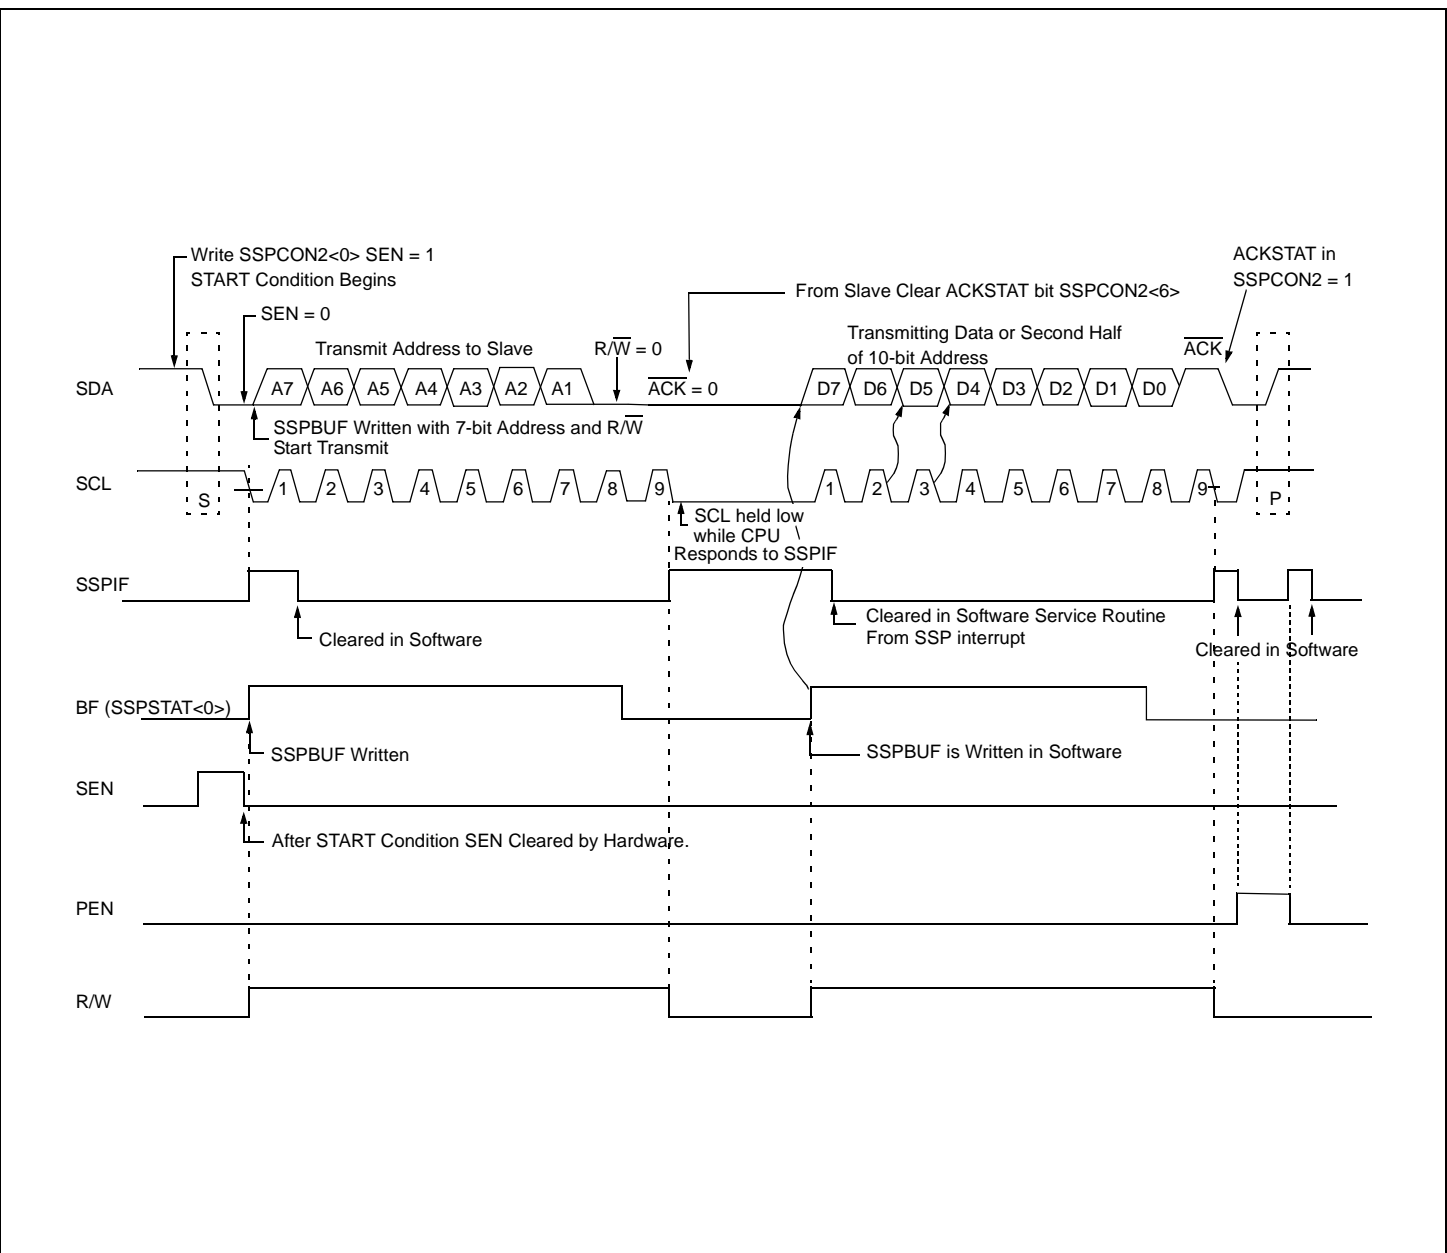 Write SSPCON2<0> SEN = 1
START Condition Begins
ACKSTAT in
SSPCON2 = 1
From Slave Clear ACKSTAT bit SSPCON2<6>
SEN = 0
Transmitting Data or Second Half
of 10-bit Address
Transmit Address to Slave
R/W̅ = 0
A̅C̅K̅
SDA
A7 A6 A5 A4 A3 A2 A1
A̅C̅K̅ = 0
D7 D6 D5 D4 D3 D2 D1 D0
SSPBUF Written with 7-bit Address and R/W̅
Start Transmit
SCL
S
1 2 3 4 5 6 7 8 9
1 2 3 4 5 6 7 8 9
P
SCL held low
while CPU
Responds to SSPIF
SSPIF
Cleared in Software
Cleared in Software Service Routine
From SSP interrupt
Cleared in Software
BF (SSPSTAT<0>)
SSPBUF Written
SSPBUF is Written in Software
SEN
After START Condition SEN Cleared by Hardware.
PEN
R/W